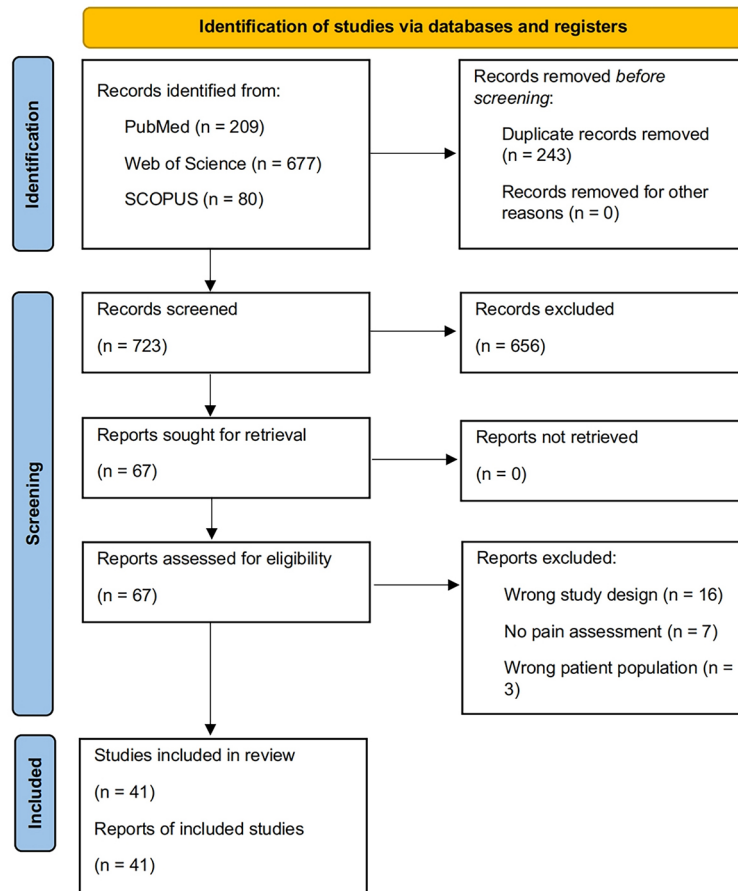 Identification of studies via databases and registers
Identification
Records identified from:
PubMed (n = 209)
Web of Science (n = 677)
SCOPUS (n = 80)
Records removed before
screening:
Duplicate records removed
(n = 243)
Records removed for other
reasons (n = 0)
Screening
Records screened
(n = 723)
Records excluded
(n = 656)
Reports sought for retrieval
(n = 67)
Reports not retrieved
(n = 0)
Reports assessed for eligibility
(n = 67)
Reports excluded:
Wrong study design (n = 16)
No pain assessment (n = 7)
Wrong patient population (n =
3)
Included
Studies included in review
(n = 41)
Reports of included studies
(n = 41)